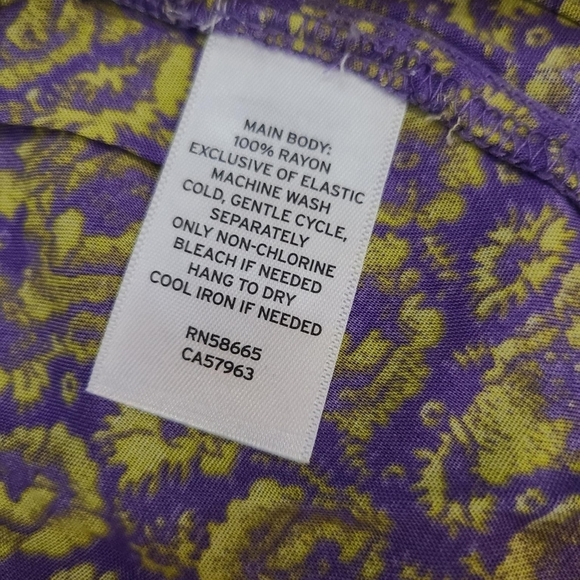 MAIN BODY:
100% RAYON
EXCLUSIVE OF ELASTIC
MACHINE WASH
COLD, GENTLE CYCLE,
SEPARATELY
ONLY NON-CHLORINE
BLEACH IF NEEDED
HANG TO DRY
COOL IRON IF NEEDED
RN58665
CA57963